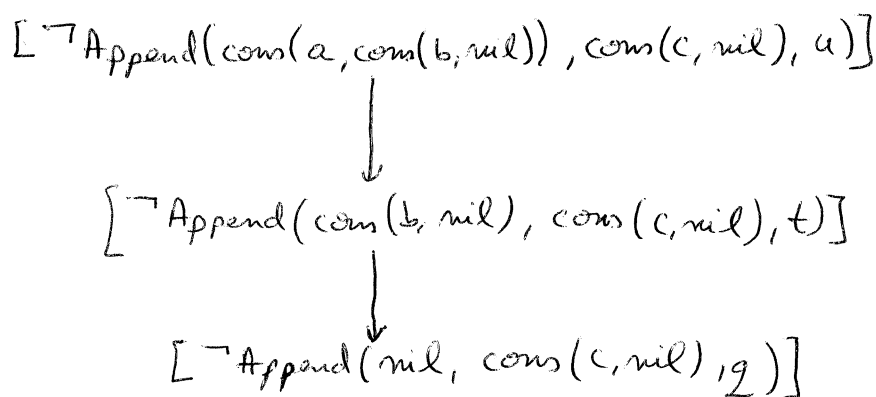 [¬Append(cons(a,cons(b,nil)),cons(c,nil),u)]
[¬Append(cons(b,nil),cons(c,nil),t)]
[¬Append(nil,cons(c,nil),q)]